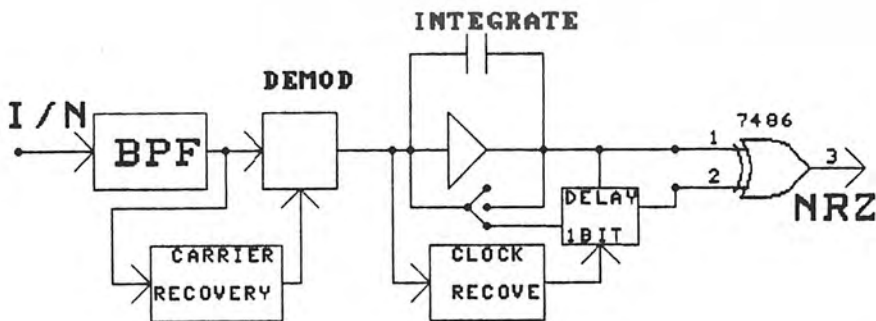 INTEGRATE
DEMOD
I/N
BPF
7486
1
2
3
NRZ
DELAY
1BIT
CARRIER
RECOVERY
CLOCK
RECOVE